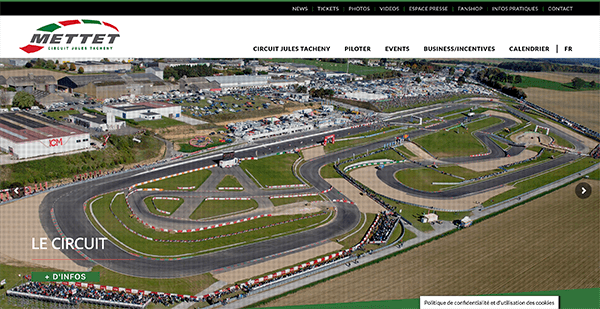 NEWS | TICKETS | PHOTOS | VIDEOS | ESPACE PRESSE | FANSHOP | INFOS PRATIQUES | CONTACT
METTET
CIRCUIT JULES TACHENY
CIRCUIT JULES TACHENY PILOTER EVENTS BUSINESS/INCENTIVES CALENDRIER | FR
JCM
LE CIRCUIT
+ D'INFOS
Politique de confidentialité et d'utilisation des cookies